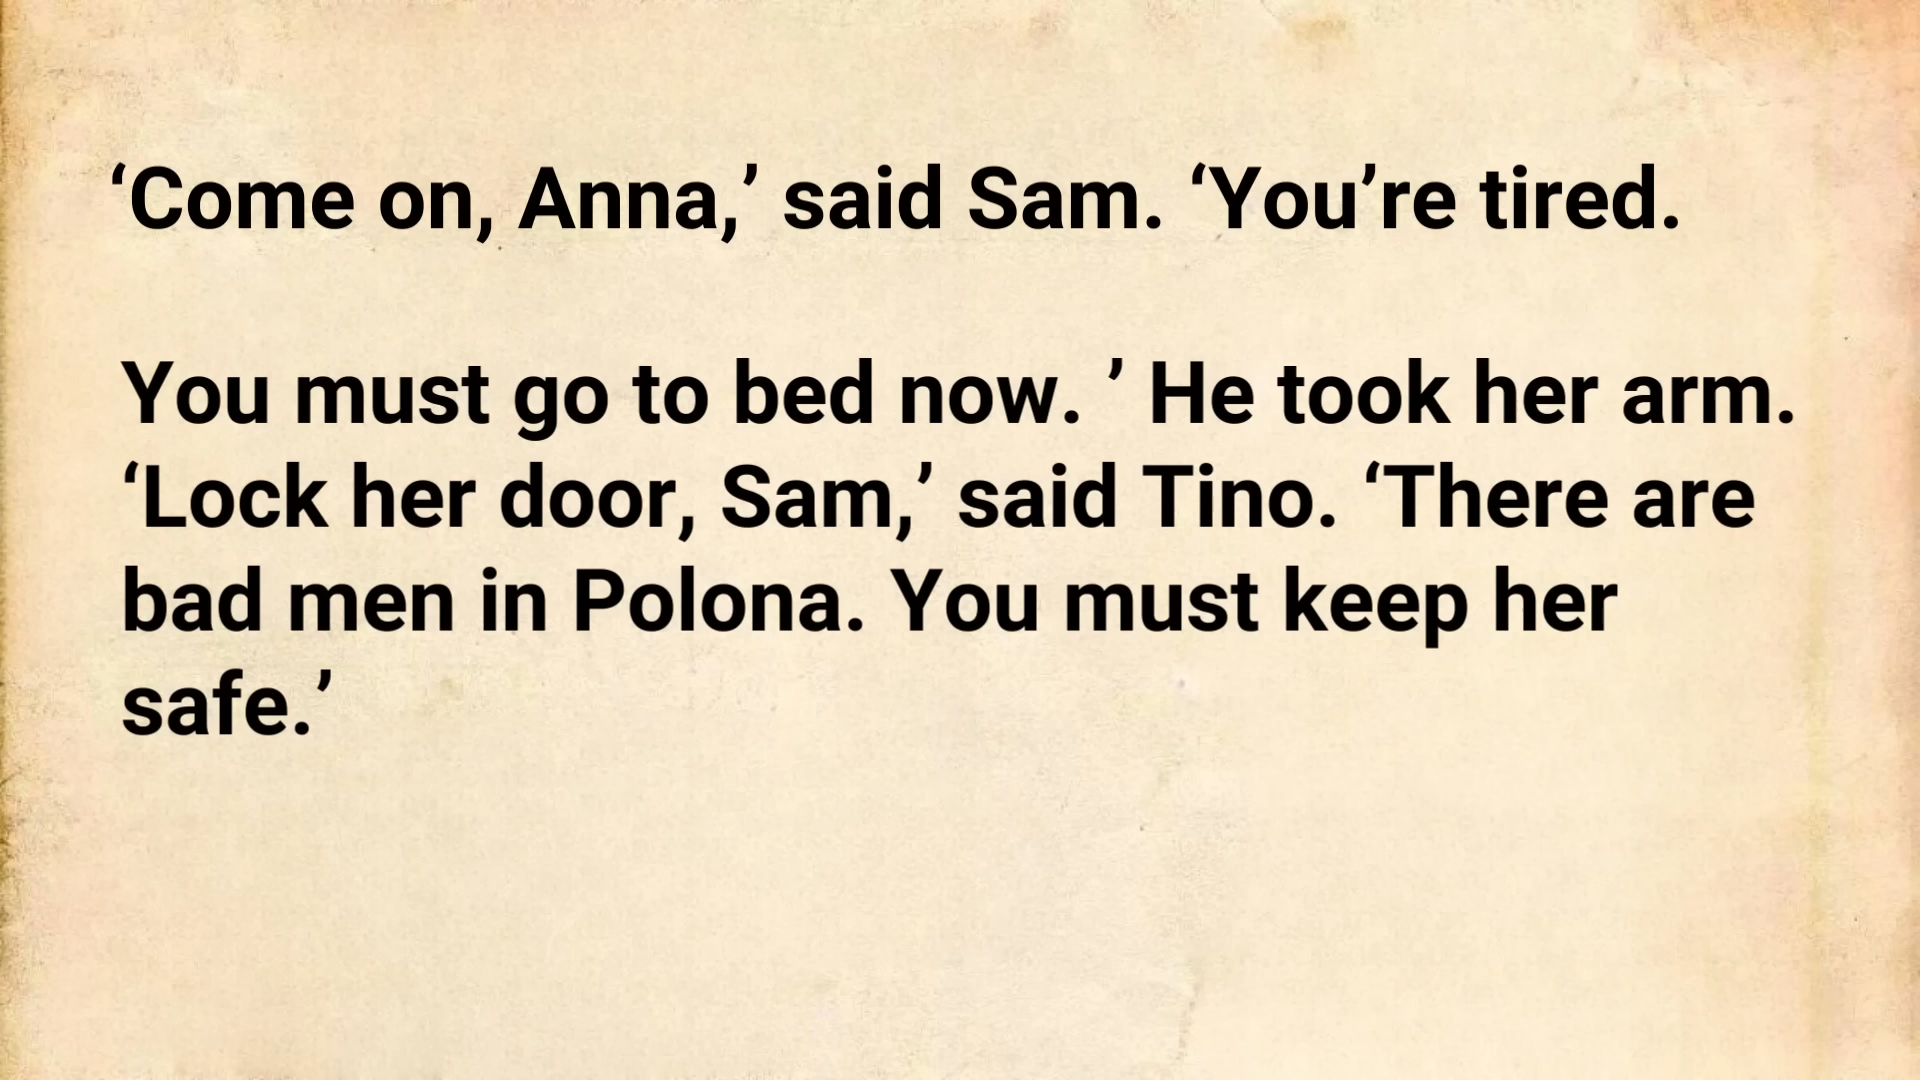 ‘Come on, Anna,’ said Sam. ‘You’re tired.
You must go to bed now. ’ He took her arm.
‘Lock her door, Sam,’ said Tino. ‘There are
bad men in Polona. You must keep her
safe.’